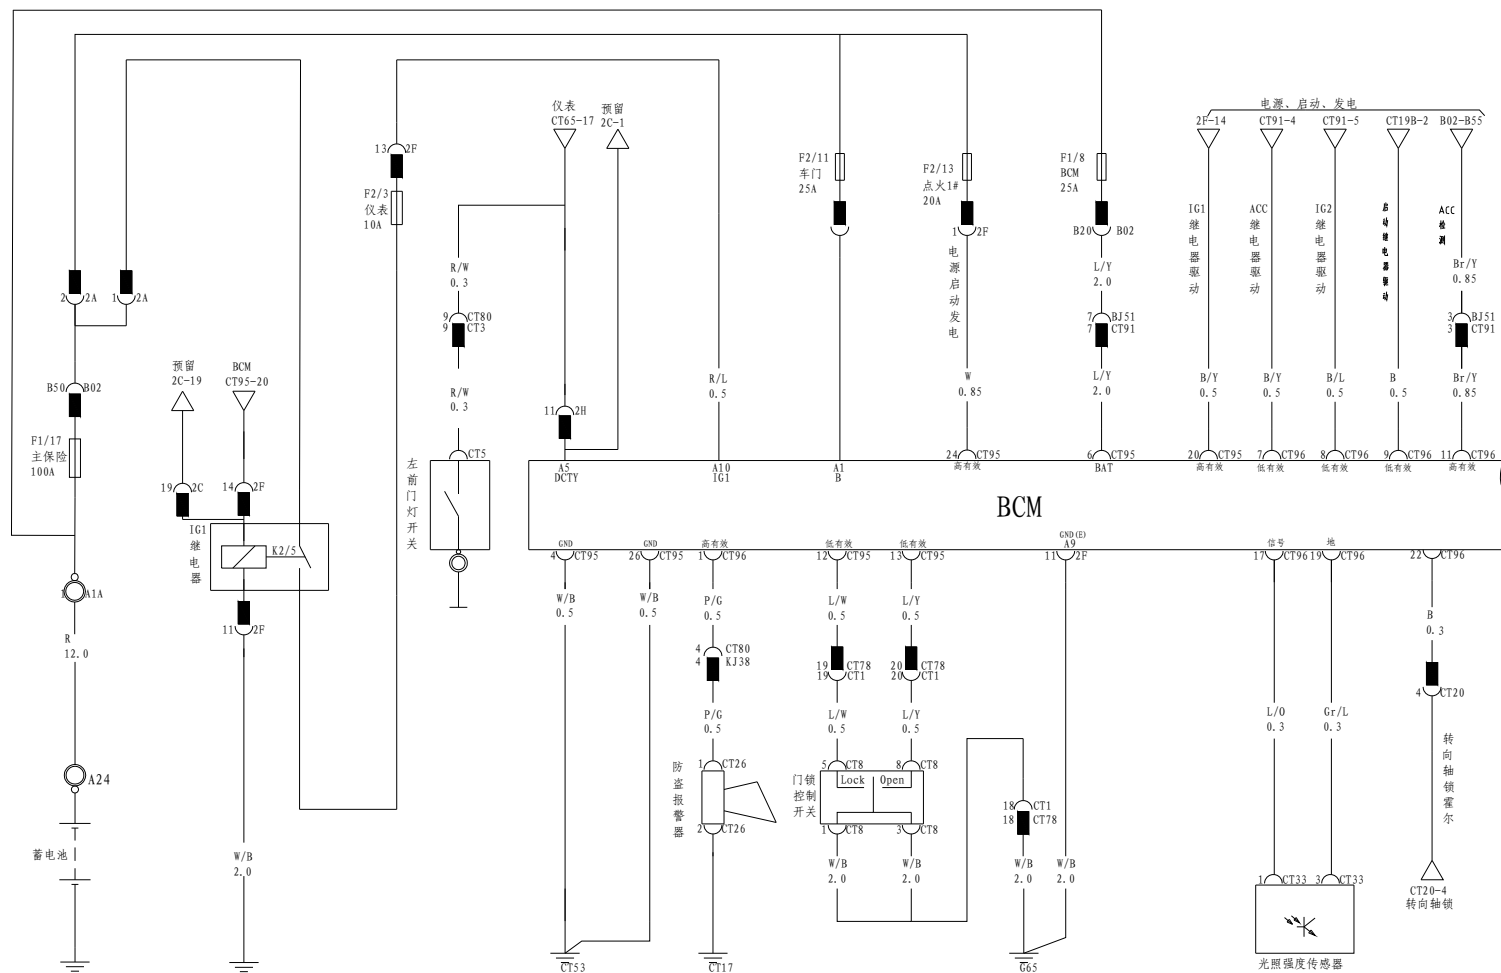 电源、启动、发电
仪表
CT65-17
预留
2C-1
2F-14
CT91-4
CT91-5
CT19B-2
B02-B55
13
2F
F2/3
仪表
10A
F2/11
车门
25A
F2/13
点火1#
20A
F1/8
BCM
25A
IG1
继电器驱动
ACC
继电器驱动
IG2
继电器驱动
启动继电器驱动
ACC
检测
1
2F
B20
B02
电源启动发电
R/W
0.3
L/Y
2.0
Br/Y
0.85
2
2A
1
2A
9
CT80
9
CT3
7
BJ51
7
CT91
3
BJ51
3
CT91
预留
2C-19
BCM
CT95-20
B50
B02
R/W
0.3
R/L
0.5
W
0.85
L/Y
2.0
B/Y
0.5
B/Y
0.5
B/L
0.5
B
0.5
Br/Y
0.85
11
2H
F1/17
主保险
100A
CT5
左前门灯开关
24
CT95
高有效
6
CT95
BAT
20
CT95
高有效
7
CT96
低有效
8
CT96
低有效
9
CT96
低有效
11
CT96
高有效
A5
DCTY
A10
IG1
A1
B
19
2C
14
2F
BCM
IG1
继电器
K2/5
GND
4
CT95
GND
26
CT95
高有效
1
CT96
低有效
12
CT95
低有效
13
CT95
GND(E)
A9
11
2F
信号
17
CT96
地
19
CT96
22
CT96
1
A1A
W/B
0.5
W/B
0.5
P/G
0.5
L/W
0.5
L/Y
0.5
B
0.3
11
2F
R
12.0
4
CT80
4
KJ38
19
CT78
19
CT1
20
CT78
20
CT1
4
CT20
P/G
0.5
L/W
0.5
L/Y
0.5
L/O
0.3
Gr/L
0.3
转向轴锁霍尔
A24
防盗报警器
1
CT26
2
CT26
门锁
控制
开关
5
CT8
8
CT8
Lock
Open
1
CT8
3
CT8
18
CT1
18
CT78
蓄电池
W/B
2.0
W/B
2.0
W/B
2.0
W/B
2.0
W/B
2.0
1
CT33
3
CT33
CT20-4
转向轴锁
CT53
CT17
G65
光照强度传感器